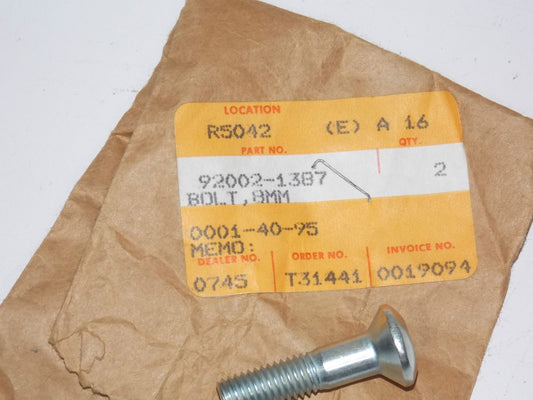 LOCATION
R5042 (E) A 16
PART NO. QTY.
92002-1387 2
BOLT,8MM
0001-40-95
MEMO:
DEALER NO. ORDER NO. INVOICE NO.
0745 T31441 0019094